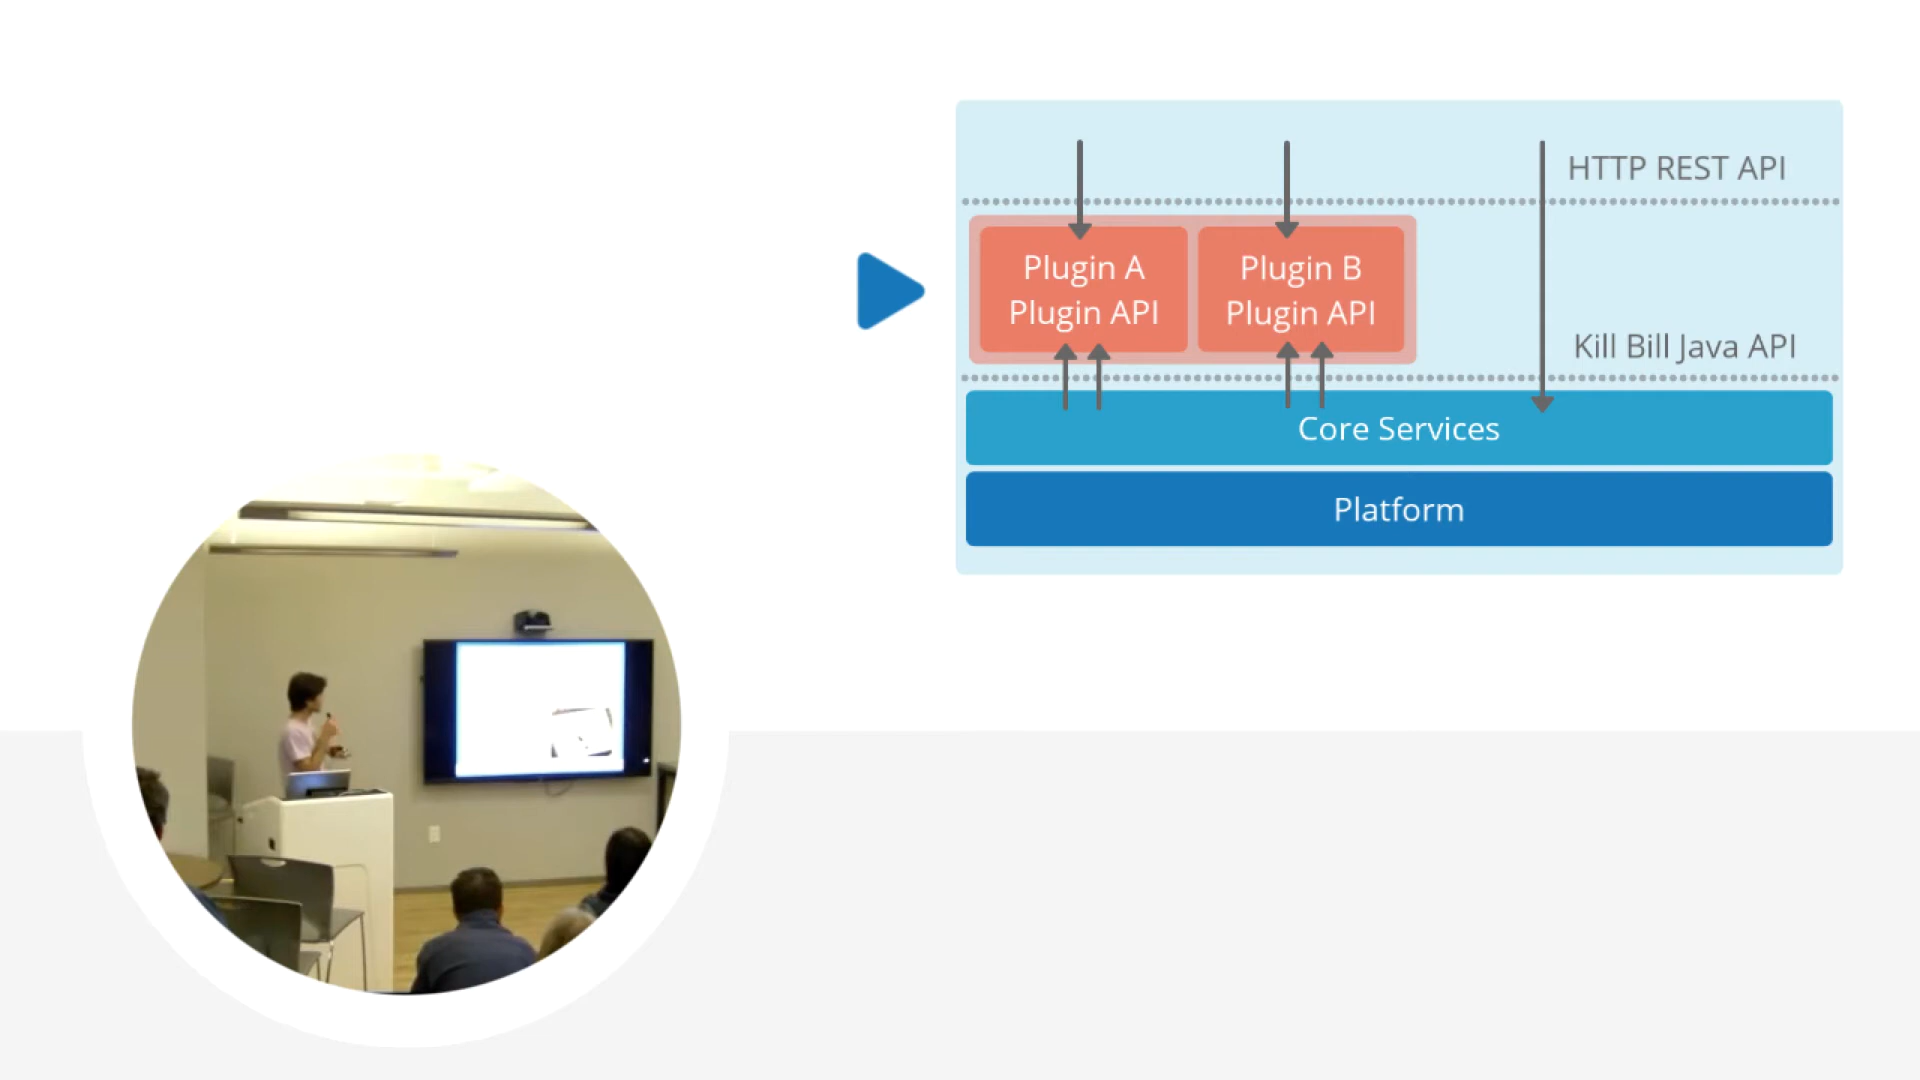 HTTP REST API
Plugin A
Plugin API
Plugin B
Plugin API
Kill Bill Java API
Core Services
Platform